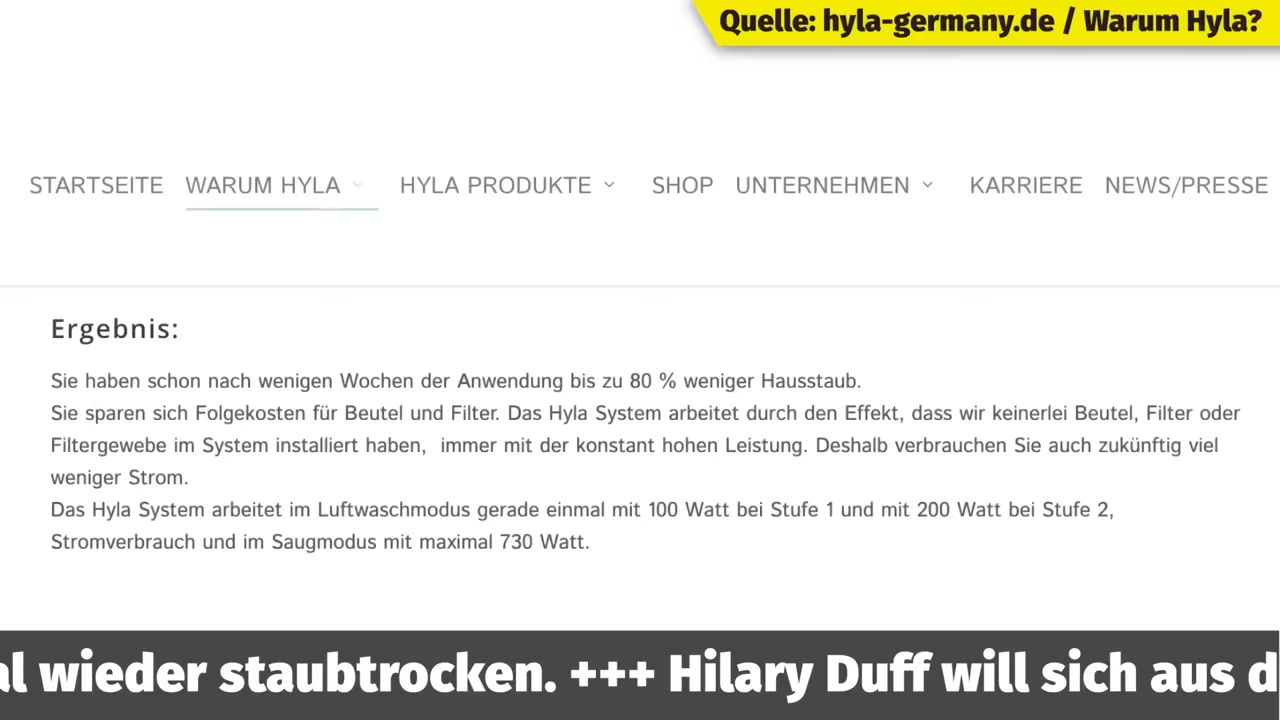 Quelle: hyla-germany.de / Warum Hyla?
STARTSEITE WARUM HYLA HYLA PRODUKTE SHOP UNTERNEHMEN KARRIERE NEWS/PRESSE
Ergebnis:
Sie haben schon nach wenigen Wochen der Anwendung bis zu 80 % weniger Hausstaub.
Sie sparen sich Folgekosten für Beutel und Filter. Das Hyla System arbeitet durch den Effekt, dass wir keinerlei Beutel, Filter oder
Filtergewebe im System installiert haben, immer mit der konstant hohen Leistung. Deshalb verbrauchen Sie auch zukünftig viel
weniger Strom.
Das Hyla System arbeitet im Luftwaschmodus gerade einmal mit 100 Watt bei Stufe 1 und mit 200 Watt bei Stufe 2,
Stromverbrauch und im Saugmodus mit maximal 730 Watt.
al wieder staubtrocken. +++ Hilary Duff will sich aus d